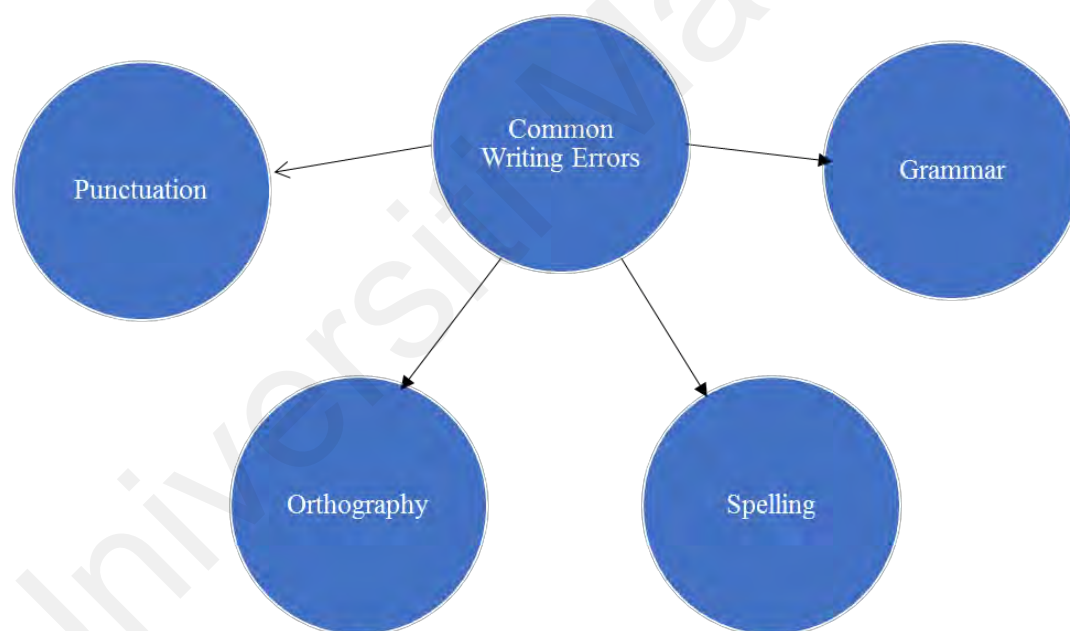 Common
Writing Errors
Punctuation
Grammar
Orthography
Spelling